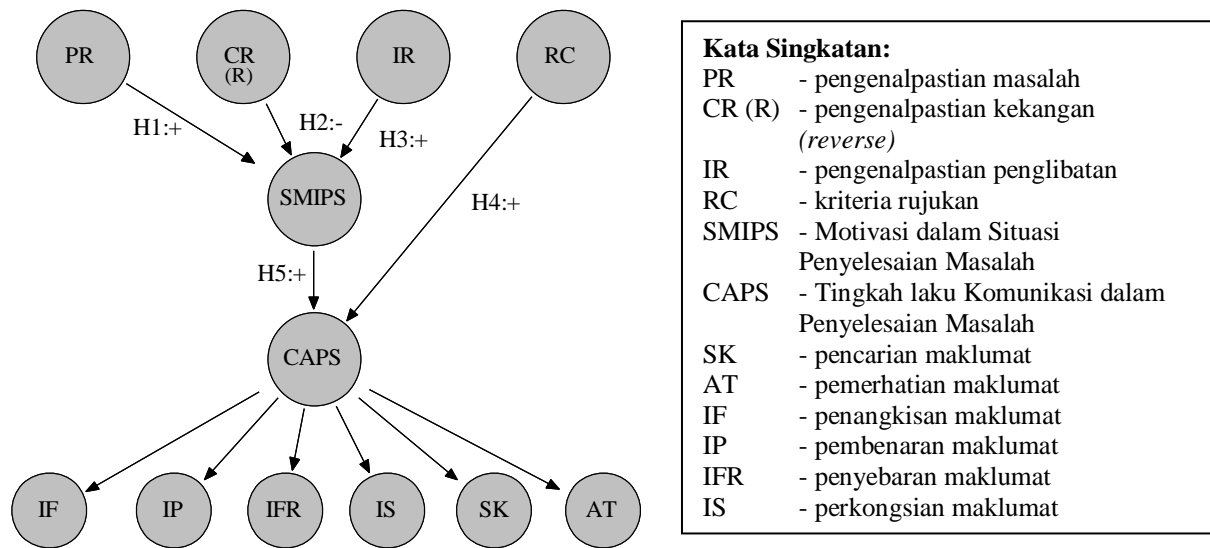 PR
CR
(R)
IR
RC
H1:+
H2:-
H3:+
SMIPS
H4:+
H5:+
CAPS
IF
IP
IFR
IS
SK
AT
Kata Singkatan:
PR - pengenalpastian masalah
CR (R) - pengenalpastian kekangan
(reverse)
IR - pengenalpastian penglibatan
RC - kriteria rujukan
SMIPS - Motivasi dalam Situasi
Penyelesaian Masalah
CAPS - Tingkah laku Komunikasi dalam
Penyelesaian Masalah
SK - pencarian maklumat
AT - pemerhatian maklumat
IF - penangkisan maklumat
IP - pembenaran maklumat
IFR - penyebaran maklumat
IS - perkongsian maklumat